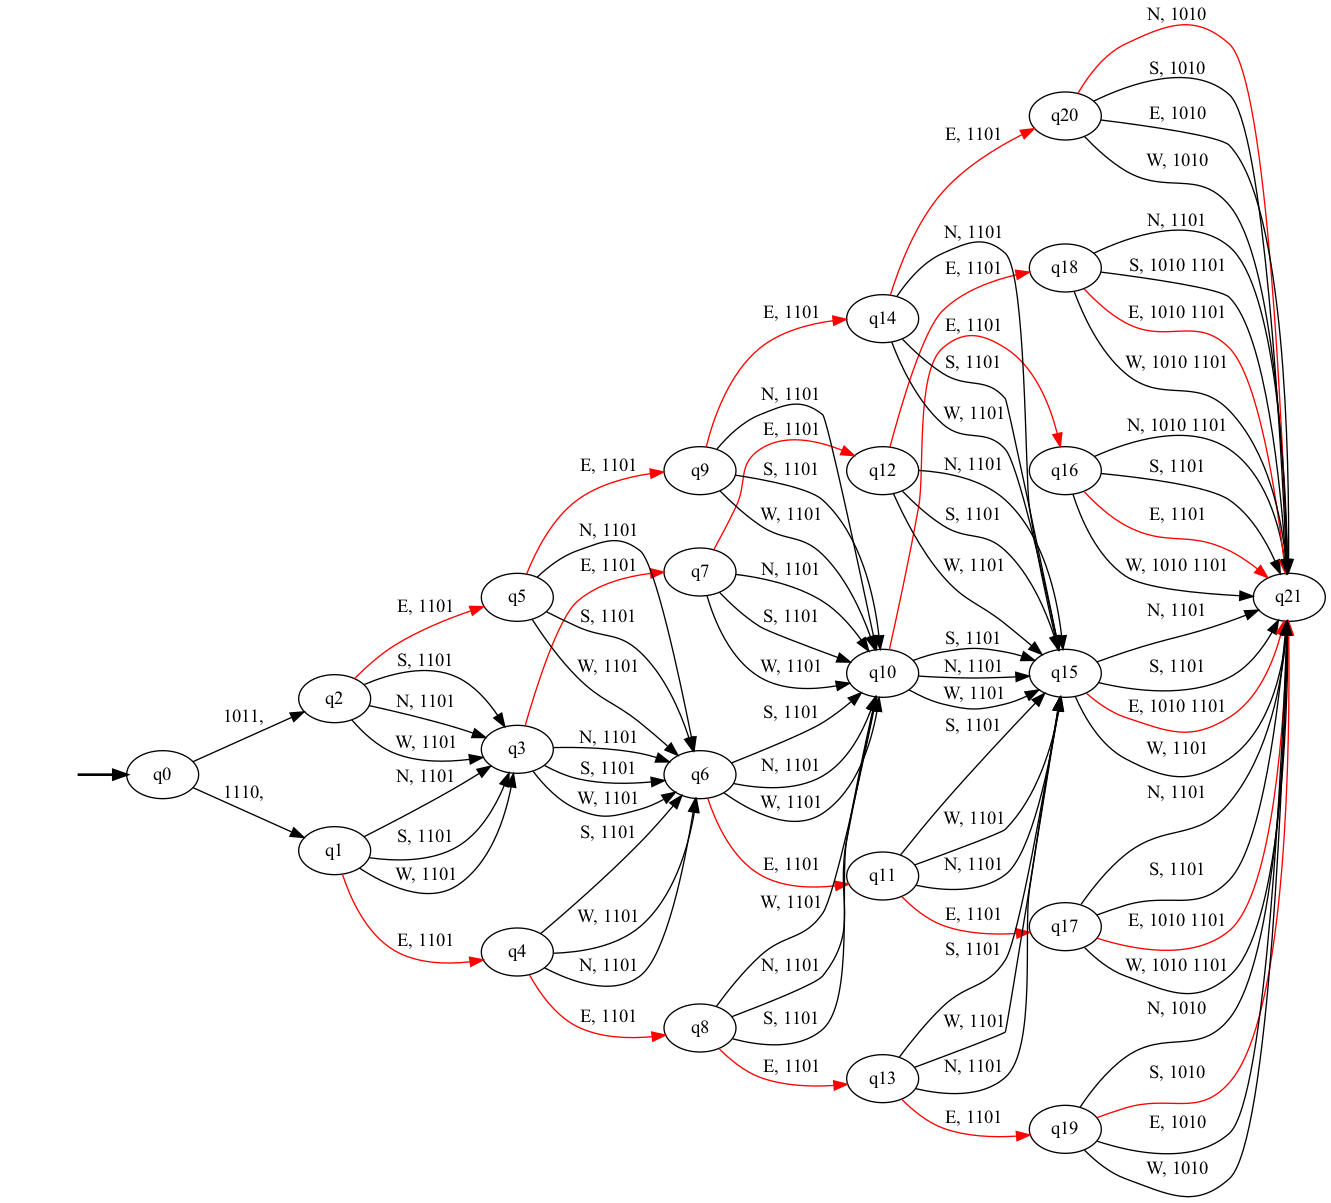 N, 1010
S, 1010
q20
E, 1010
E, 1101
W, 1010
N, 1101
N, 1101
q18
E, 1101
S, 1010 1101
q14
E, 1101
E, 1010 1101
E, 1101
S, 1101
W, 1010 1101
N, 1101
W, 1101
N, 1010 1101
E, 1101
E, 1101
q9
S, 1101
q12
N, 1101
q16
S, 1101
W, 1101
S, 1101
E, 1101
N, 1101
E, 1101
q7
N, 1101
W, 1101
W, 1010 1101
q5
q21
E, 1101
S, 1101
S, 1101
N, 1101
S, 1101
S, 1101
W, 1101
W, 1101
q10
N, 1101
q15
S, 1101
q2
N, 1101
W, 1101
E, 1010 1101
1011,
S, 1101
S, 1101
W, 1101
q3
N, 1101
W, 1101
q0
N, 1101
S, 1101
q6
N, 1101
1110,
W, 1101
W, 1101
N, 1101
S, 1101
S, 1101
W, 1101
q1
W, 1101
E, 1101
q11
N, 1101
S, 1101
W, 1101
W, 1101
E, 1101
q17
E, 1010 1101
E, 1101
q4
N, 1101
N, 1101
S, 1101
W, 1010 1101
E, 1101
q8
S, 1101
W, 1101
N, 1010
E, 1101
q13
N, 1101
S, 1010
E, 1101
q19
E, 1010
W, 1010